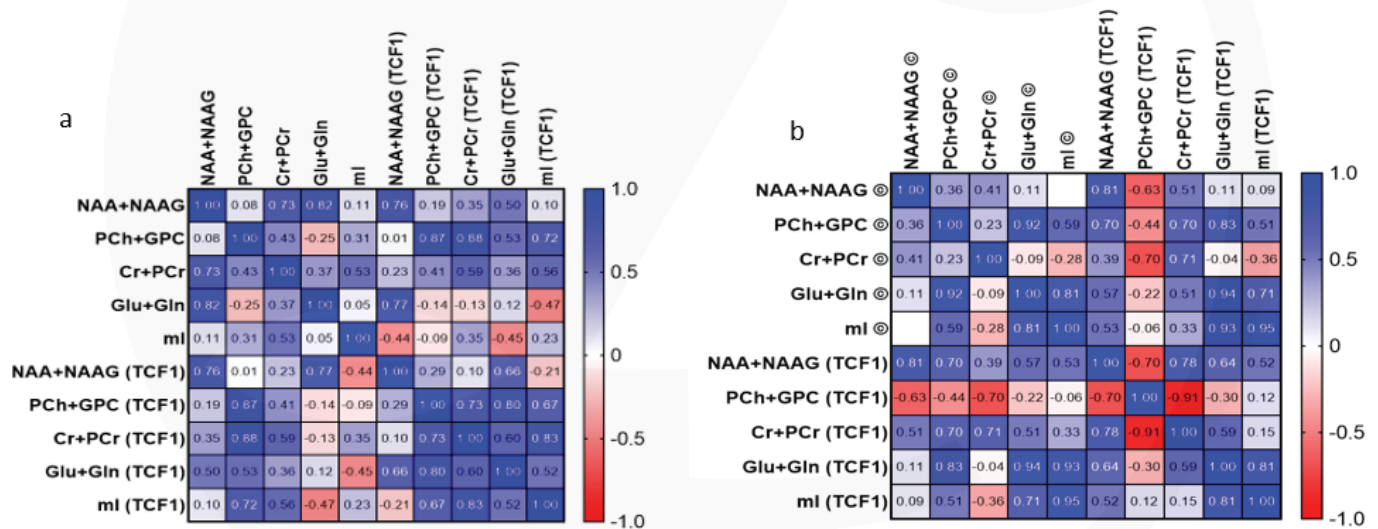 a
NAA+NAAG PCh+GPC Cr+PCr Glu+Gln mI NAA+NAAG (TCF1) PCh+GPC (TCF1) Cr+PCr (TCF1) Glu+Gln (TCF1) mI (TCF1)
NAA+NAAG 1.00 0.08 0.73 0.82 0.11 0.76 0.19 0.35 0.50 0.10
PCh+GPC 0.08 1.00 0.43 -0.25 0.31 0.01 0.87 0.88 0.53 0.72
Cr+PCr 0.73 0.43 1.00 0.37 0.53 0.23 0.41 0.59 0.36 0.56
Glu+Gln 0.82 -0.25 0.37 1.00 0.05 0.77 -0.14 -0.13 0.12 -0.47
mI 0.11 0.31 0.53 0.05 1.00 -0.44 -0.09 0.35 -0.45 0.23
NAA+NAAG (TCF1) 0.76 0.01 0.23 0.77 -0.44 1.00 0.29 0.10 0.66 -0.21
PCh+GPC (TCF1) 0.19 0.87 0.41 -0.14 -0.09 0.29 1.00 0.73 0.80 0.67
Cr+PCr (TCF1) 0.35 0.88 0.59 -0.13 0.35 0.10 0.73 1.00 0.60 0.83
Glu+Gln (TCF1) 0.50 0.53 0.36 0.12 -0.45 0.66 0.80 0.60 1.00 0.52
mI (TCF1) 0.10 0.72 0.56 -0.47 0.23 -0.21 0.67 0.83 0.52 1.00
1.0
0.5
0
-0.5
-1.0
b
NAA+NAAG © PCh+GPC © Cr+PCr © Glu+Gln © mI © NAA+NAAG (TCF1) PCh+GPC (TCF1) Cr+PCr (TCF1) Glu+Gln (TCF1) mI (TCF1)
NAA+NAAG © 1.00 0.36 0.41 0.11 0.81 -0.63 0.51 0.11 0.09
PCh+GPC © 0.36 1.00 0.23 0.92 0.59 0.70 -0.44 0.70 0.83 0.51
Cr+PCr © 0.41 0.23 1.00 -0.09 -0.28 0.39 -0.70 0.71 -0.04 -0.36
Glu+Gln © 0.11 0.92 -0.09 1.00 0.81 0.57 -0.22 0.51 0.94 0.71
mI © 0.59 -0.28 0.81 1.00 0.53 -0.06 0.33 0.93 0.95
NAA+NAAG (TCF1) 0.81 0.70 0.39 0.57 0.53 1.00 -0.70 0.78 0.64 0.52
PCh+GPC (TCF1) -0.63 -0.44 -0.70 -0.22 -0.06 -0.70 1.00 -0.91 -0.30 0.12
Cr+PCr (TCF1) 0.51 0.70 0.71 0.51 0.33 0.78 -0.91 1.00 0.59 0.15
Glu+Gln (TCF1) 0.11 0.83 -0.04 0.94 0.93 0.64 -0.30 0.59 1.00 0.81
mI (TCF1) 0.09 0.51 -0.36 0.71 0.95 0.52 0.12 0.15 0.81 1.00
1.0
0.5
0
-0.5
-1.0